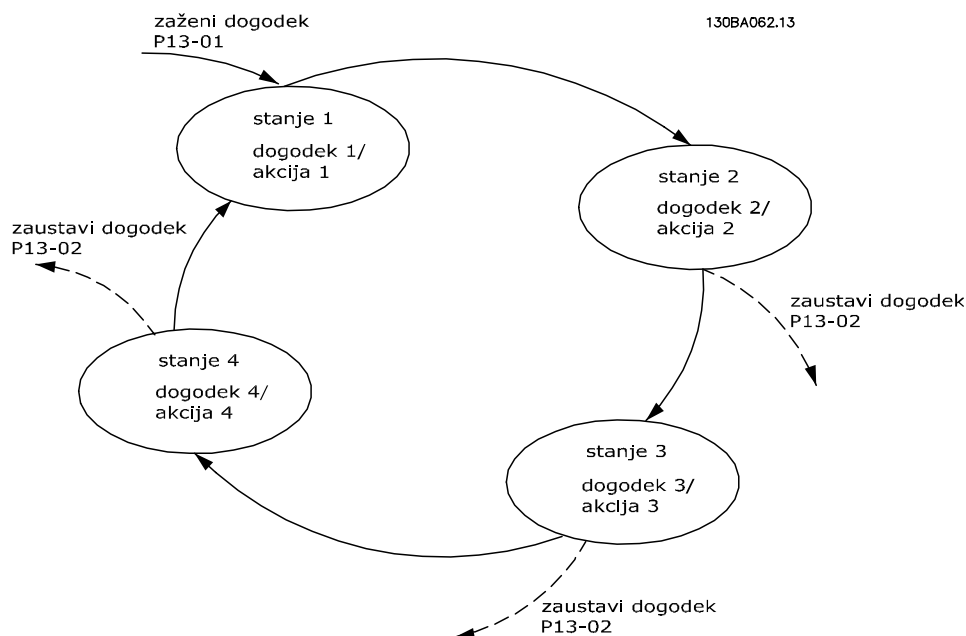 zaženi dogodek
P13-01
130BA062.13
stanje 1
dogodek 1/
akcija 1
stanje 2
dogodek 2/
akcija 2
zaustavi dogodek
P13-02
zaustavi dogodek
P13-02
stanje 4
dogodek 4/
akcija 4
stanje 3
dogodek 3/
akcija 3
zaustavi dogodek
P13-02